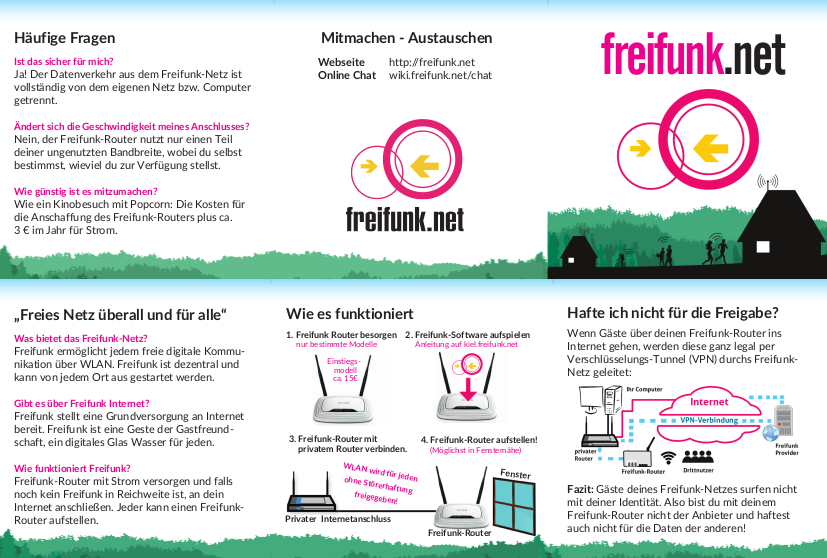 Häufige Fragen
Ist das sicher für mich?
Ja! Der Datenverkehr aus dem Freifunk-Netz ist
vollständig von dem eigenen Netz bzw. Computer
getrennt.
Ändert sich die Geschwindigkeit meines Anschlusses?
Nein, der Freifunk-Router nutzt nur einen Teil
deiner ungenutzten Bandbreite, wobei du selbst
bestimmst, wieviel du zur Verfügung stellst.
Wie günstig ist es mitzumachen?
Wie ein Kinobesuch mit Popcorn: Die Kosten für
die Anschaffung des Freifunk-Routers plus ca.
3 € im Jahr für Strom.
Mitmachen - Austauschen
Webseite http://freifunk.net
Online Chat wiki.freifunk.net/chat
freifunk.net
freifunk.net
„Freies Netz überall und für alle“
Was bietet das Freifunk-Netz?
Freifunk ermöglicht jedem freie digitale Kommu-
nikation über WLAN. Freifunk ist dezentral und
kann von jedem Ort aus gestartet werden.
Gibt es über Freifunk Internet?
Freifunk stellt eine Grundversorgung an Internet
bereit. Freifunk ist eine Geste der Gastfreund-
schaft, ein digitales Glas Wasser für jeden.
Wie funktioniert Freifunk?
Freifunk-Router mit Strom versorgen und falls
noch kein Freifunk in Reichweite ist, an dein
Internet anschließen. Jeder kann einen Freifunk-
Router aufstellen.
Wie es funktioniert
1. Freifunk Router besorgen
nur bestimmte Modelle
Einstiegs-
modell
ca. 15€
2. Freifunk-Software aufspielen
Anleitung auf kiel.freifunk.net
3. Freifunk-Router mit
privatem Router verbinden.
4. Freifunk-Router aufstellen!
(Möglichst in Fensternähe)
WLAN wird für jeden
ohne Störerhaftung
freigegeben!
Fenster
Privater Internetanschluss
Freifunk-Router
Hafte ich nicht für die Freigabe?
Wenn Gäste über deinen Freifunk-Router ins
Internet gehen, werden diese ganz legal per
Verschlüsselungs-Tunnel (VPN) durchs Freifunk-
Netz geleitet:
Ihr Computer
Internet
VPN-Verbindung
privater
Router
Freifunk-Router
Drittnutzer
Freifunk
Provider
Fazit: Gäste deines Freifunk-Netzes surfen nicht
mit deiner Identität. Also bist du mit deinem
Freifunk-Router nicht der Anbieter und haftest
auch nicht für die Daten der anderen!